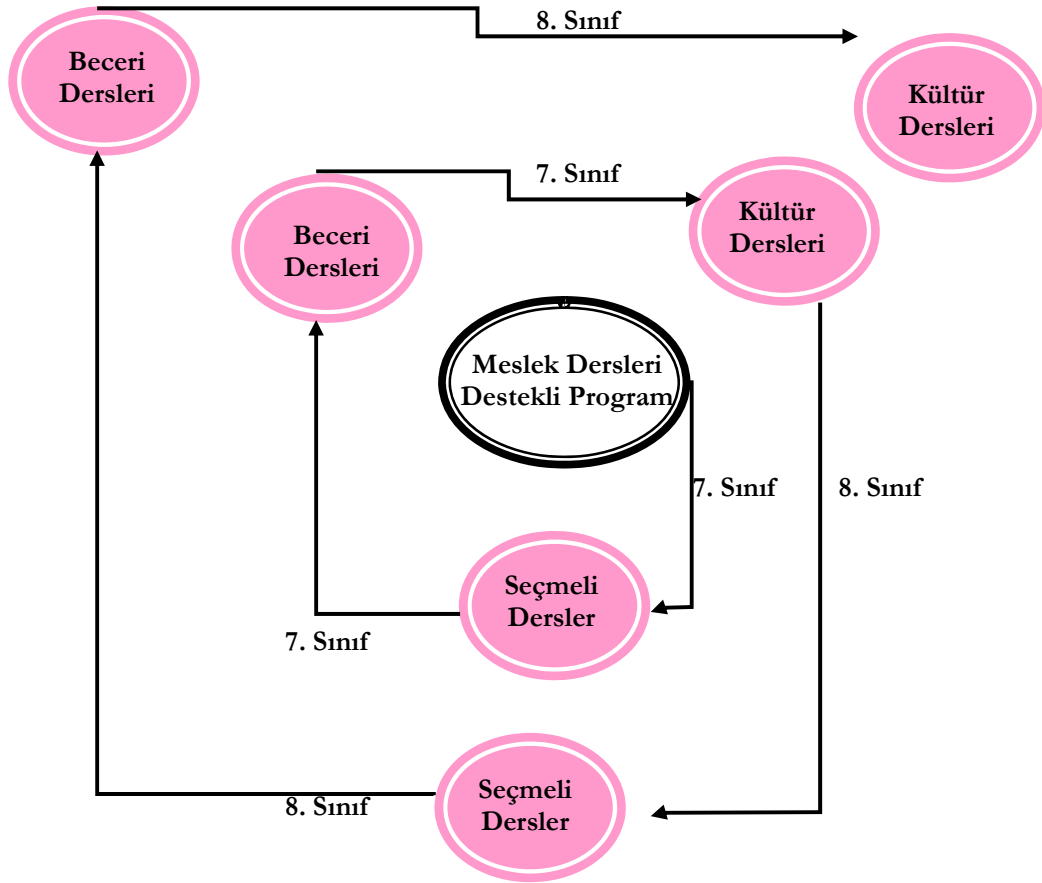 8. Sınıf
Beceri
Dersleri
Kültür
Dersleri
7. Sınıf
Beceri
Dersleri
Kültür
Dersleri
Meslek Dersleri
Destekli Program
7. Sınıf
8. Sınıf
Seçmeli
Dersler
7. Sınıf
Seçmeli
Dersler
8. Sınıf